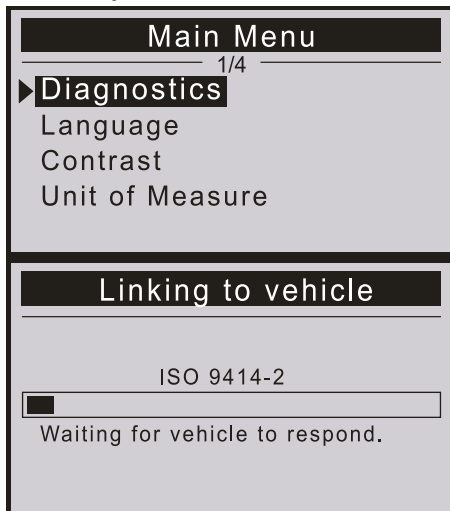 Main Menu
1/4
Diagnostics
Language
Contrast
Unit of Measure
Linking to vehicle
ISO 9414-2
Waiting for vehicle to respond.